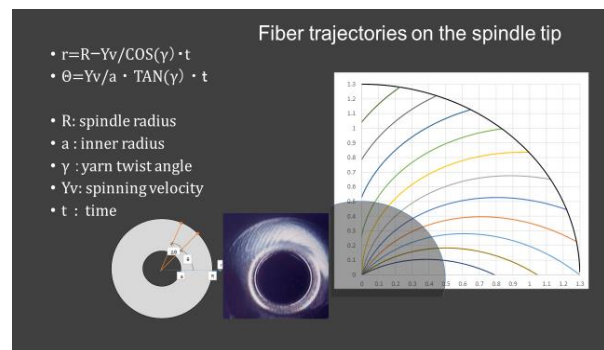 Fiber trajectories on the spindle tip
• r=R−Yv/COS(γ)・t
• Θ=Yv/a・TAN(γ)・t
• R: spindle radius
• a : inner radius
• γ : yarn twist angle
• Yv: spinning velocity
• t : time
1.3
1.2
1.1
1
0.9
0.8
0.7
0.6
0.5
0.4
0.3
0.2
0.1
0
0 0.1 0.2 0.3 0.4 0.5 0.6 0.7 0.8 0.9 1 1.1 1.2 1.3